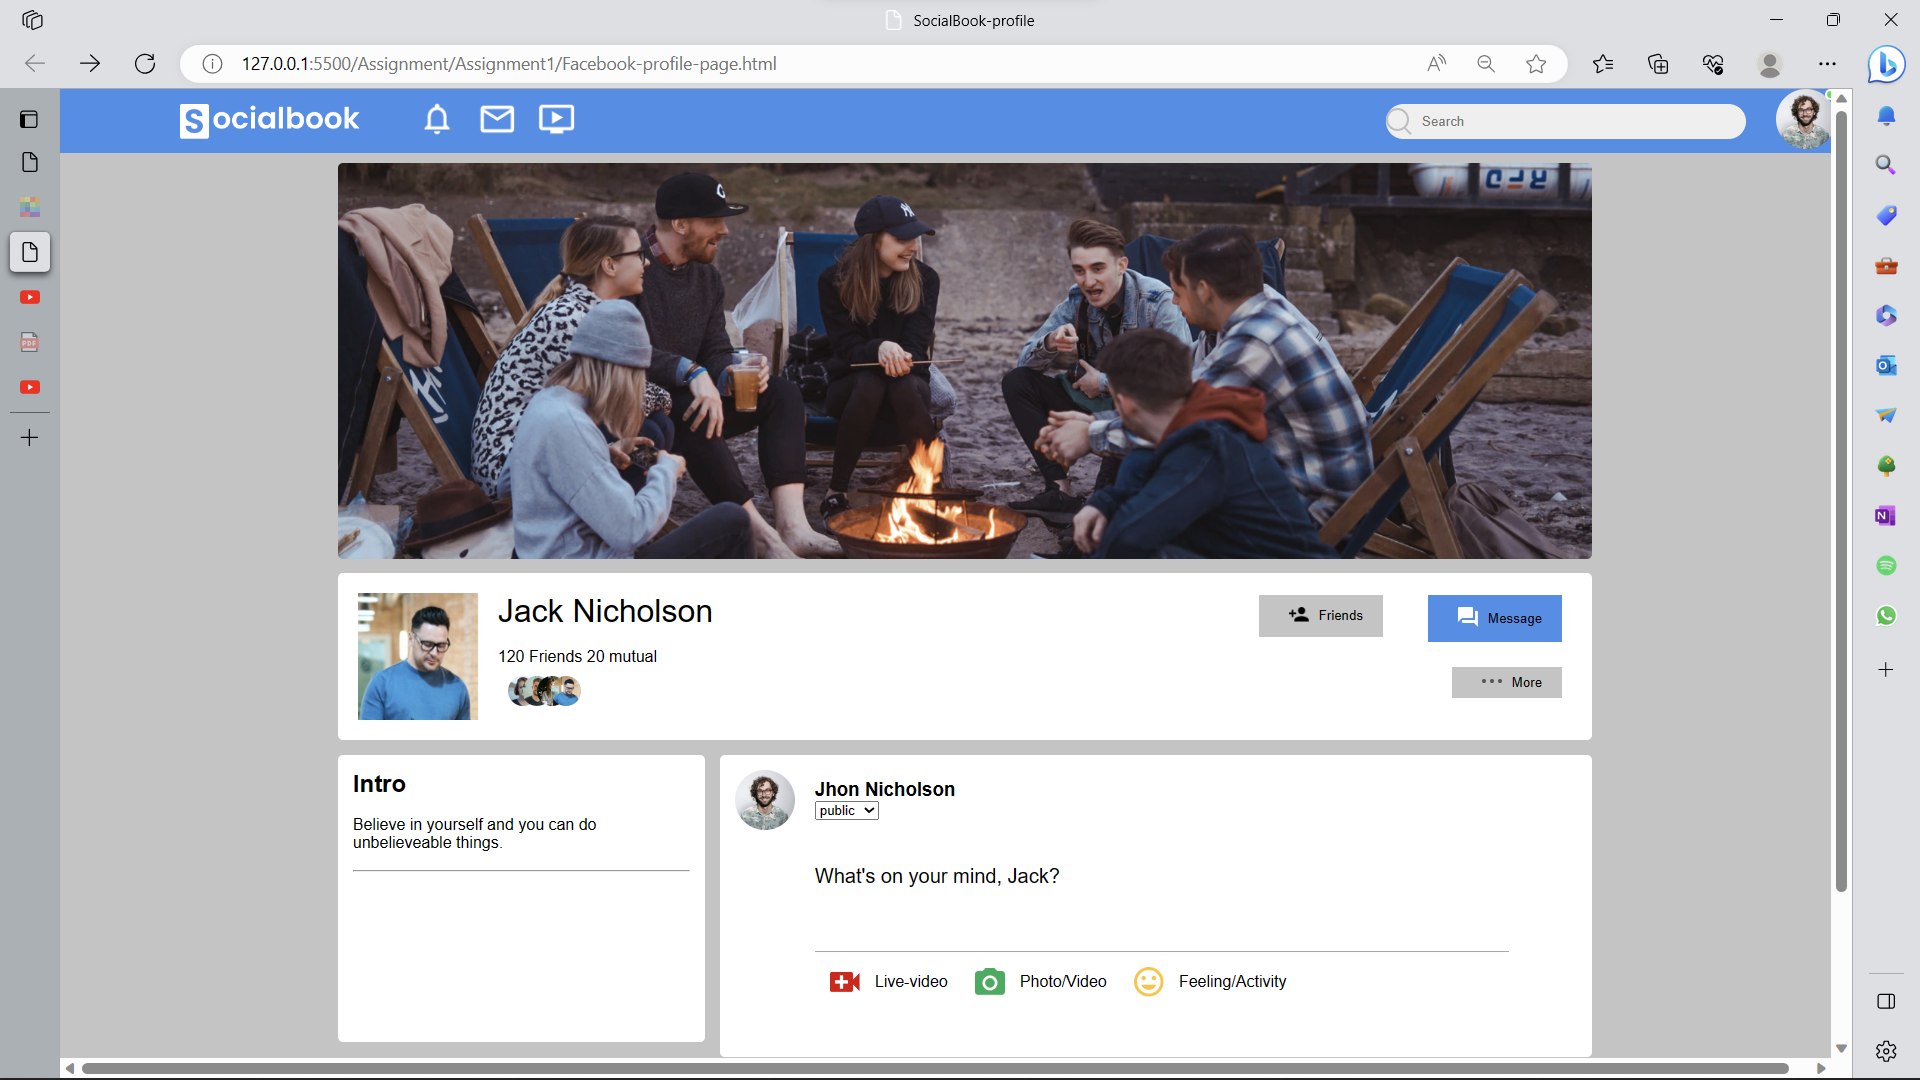 SocialBook-profile
127.0.0.1:5500/Assignment/Assignment1/Facebook-profile-page.html
Socialbook
Search
Jack Nicholson
120 Friends 20 mutual
Friends
Message
More
Intro
Believe in yourself and you can do
unbelieveable things.
Jhon Nicholson
public
What's on your mind, Jack?
Live-video
Photo/Video
Feeling/Activity